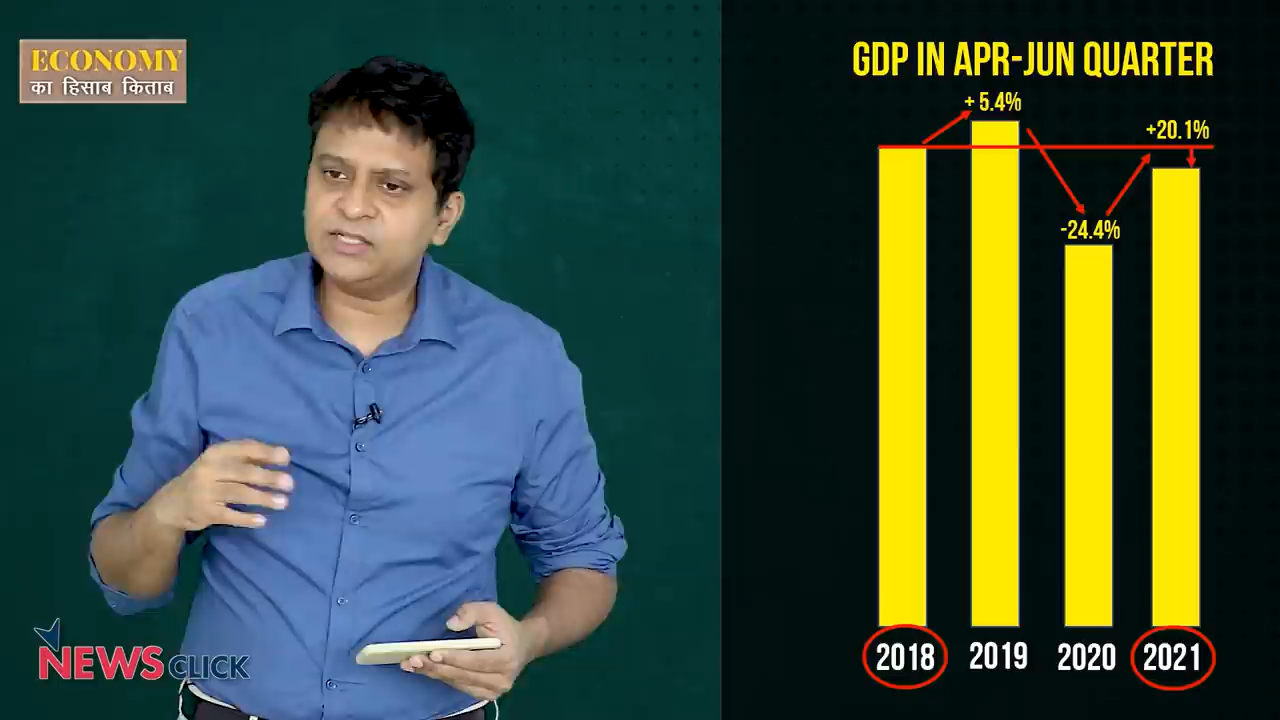 ECONOMY
का हिसाब किताब
GDP IN APR-JUN QUARTER
+ 5.4%
+20.1%
-24.4%
2018 2019 2020 2021
NEWSCLICK